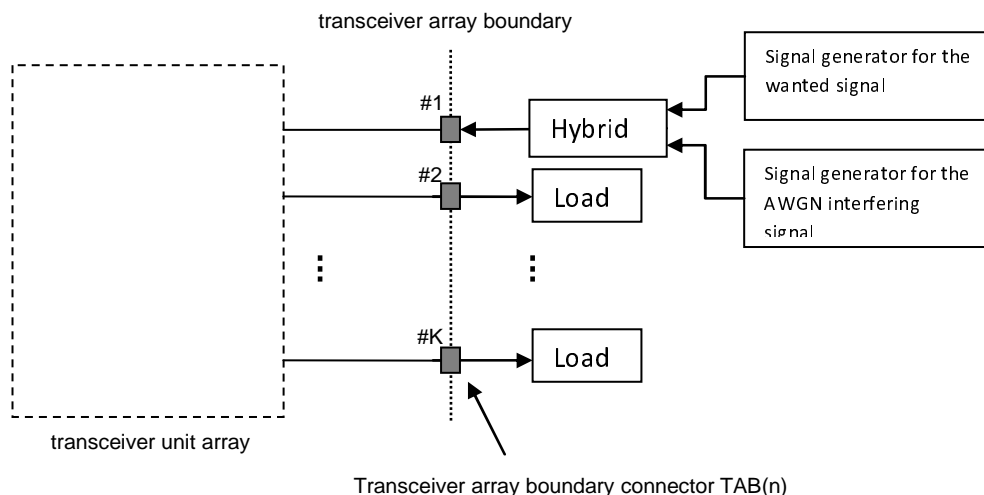 transceiver array boundary
Signal generator for the
wanted signal
#1
Hybrid
Signal generator for the
AWGN interfering
signal
#2
Load
#K
Load
transceiver unit array
Transceiver array boundary connector TAB(n)